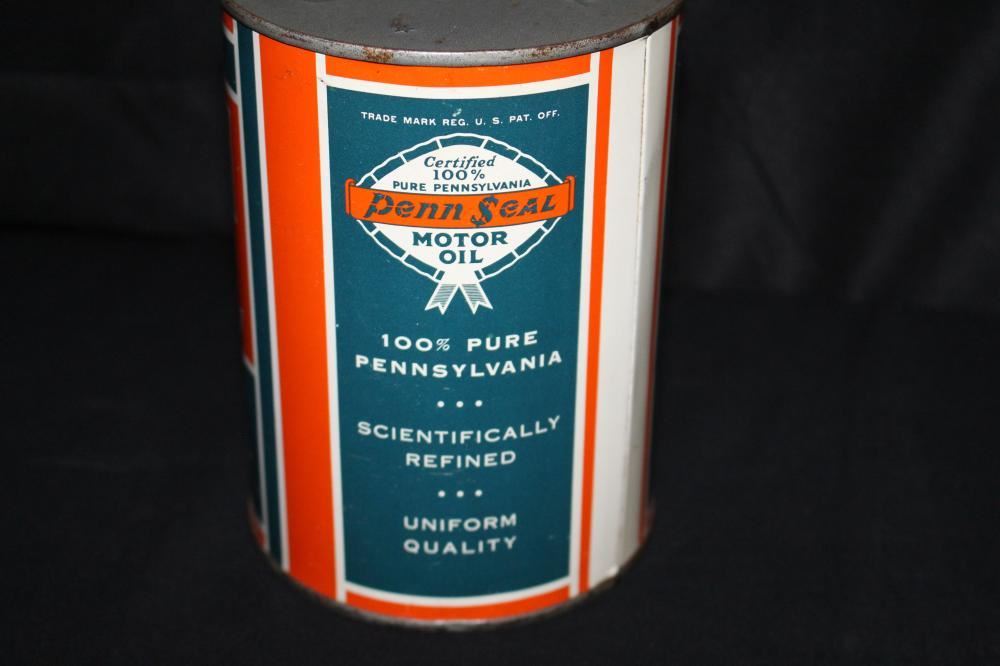 TRADE MARK REG. U. S. PAT. OFF.
Certified
100%
PURE PENNSYLVANIA
Penn Seal
MOTOR
OIL
100% PURE
PENNSYLVANIA
• • •
SCIENTIFICALLY
REFINED
• • •
UNIFORM
QUALITY